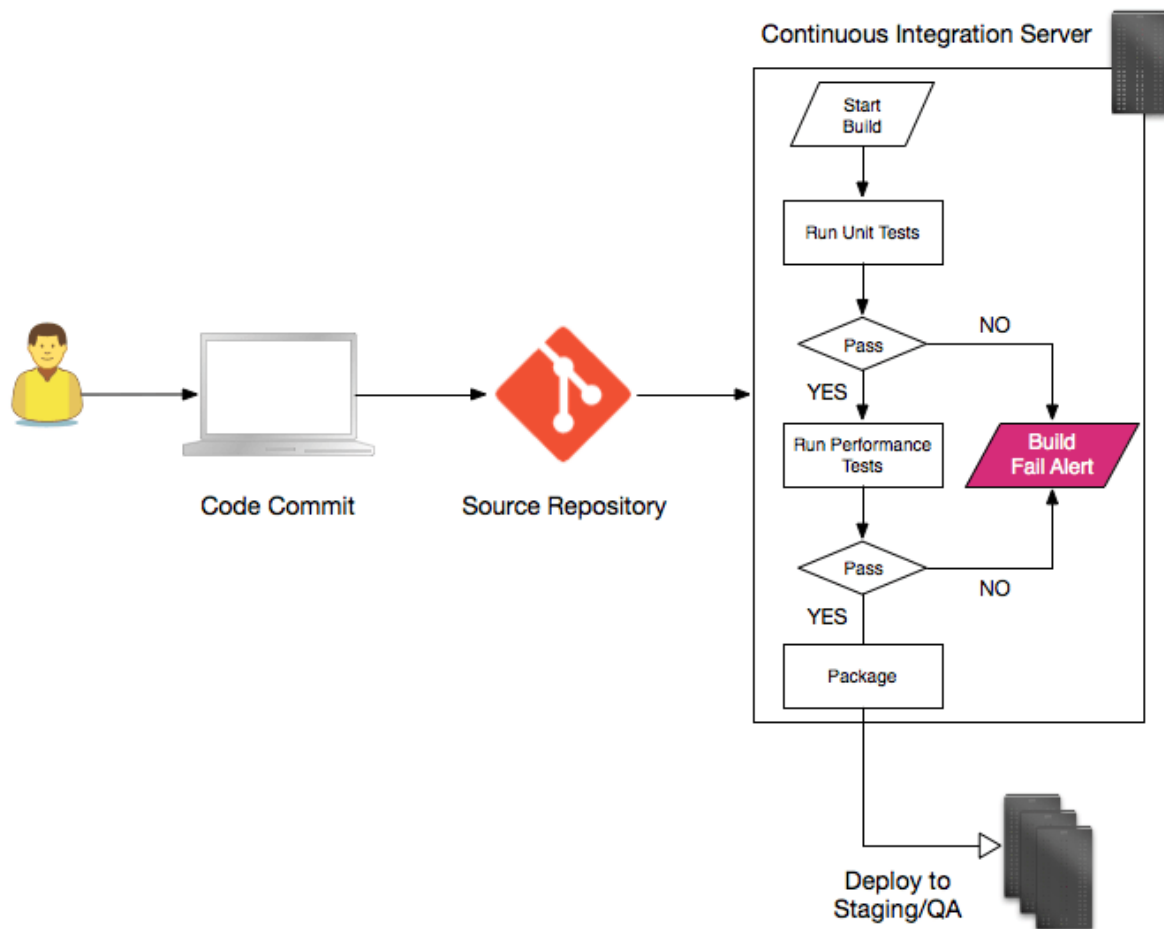 Continuous Integration Server
Start
Build
Run Unit Tests
Pass
NO
YES
Run Performance
Tests
Build
Fail Alert
Pass
NO
YES
Package
Code Commit
Source Repository
Deploy to
Staging/QA